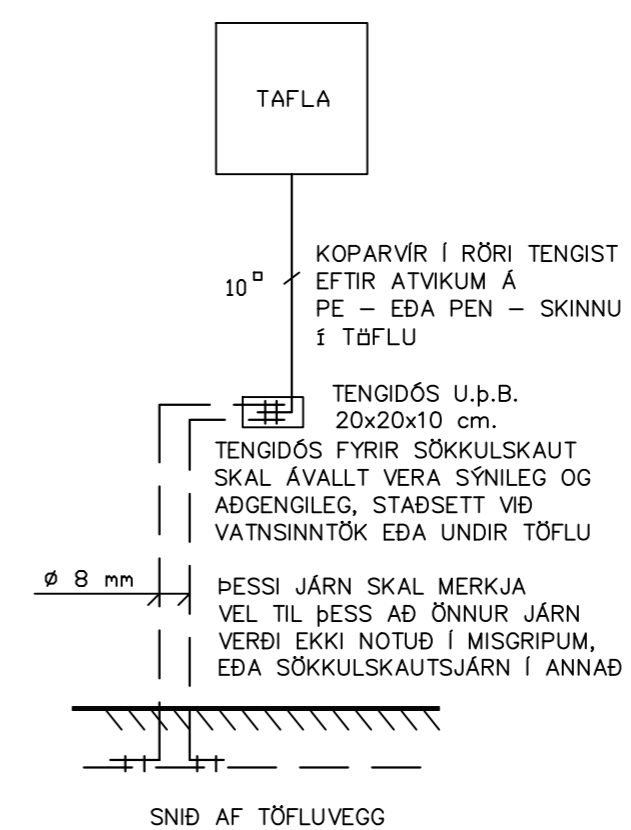 TAFLA
KOPARVÍR Í RÖRI TENGIST
EFTIR ATVIKUM Á
PE – EÐA PEN – SKINNU
Í TÖFLU
10 □
TENGIDÓS U.Þ.B.
20x20x10 cm.
TENGIDÓS FYRIR SÖKKULSKAUT
SKAL ÁVALLT VERA SÝNILEG OG
AÐGENGILEG, STAÐSETT VIÐ
VATNSINNTÖK EÐA UNDIR TÖFLU
ø 8 mm
ÞESSI JÁRN SKAL MERKJA
VEL TIL ÞESS AÐ ÖNNUR JÁRN
VERÐI EKKI NOTUÐ Í MISGRIPUM,
EÐA SÖKKULSKAUTSJÁRN Í ANNAÐ
SNIÐ AF TÖFLUVEGG